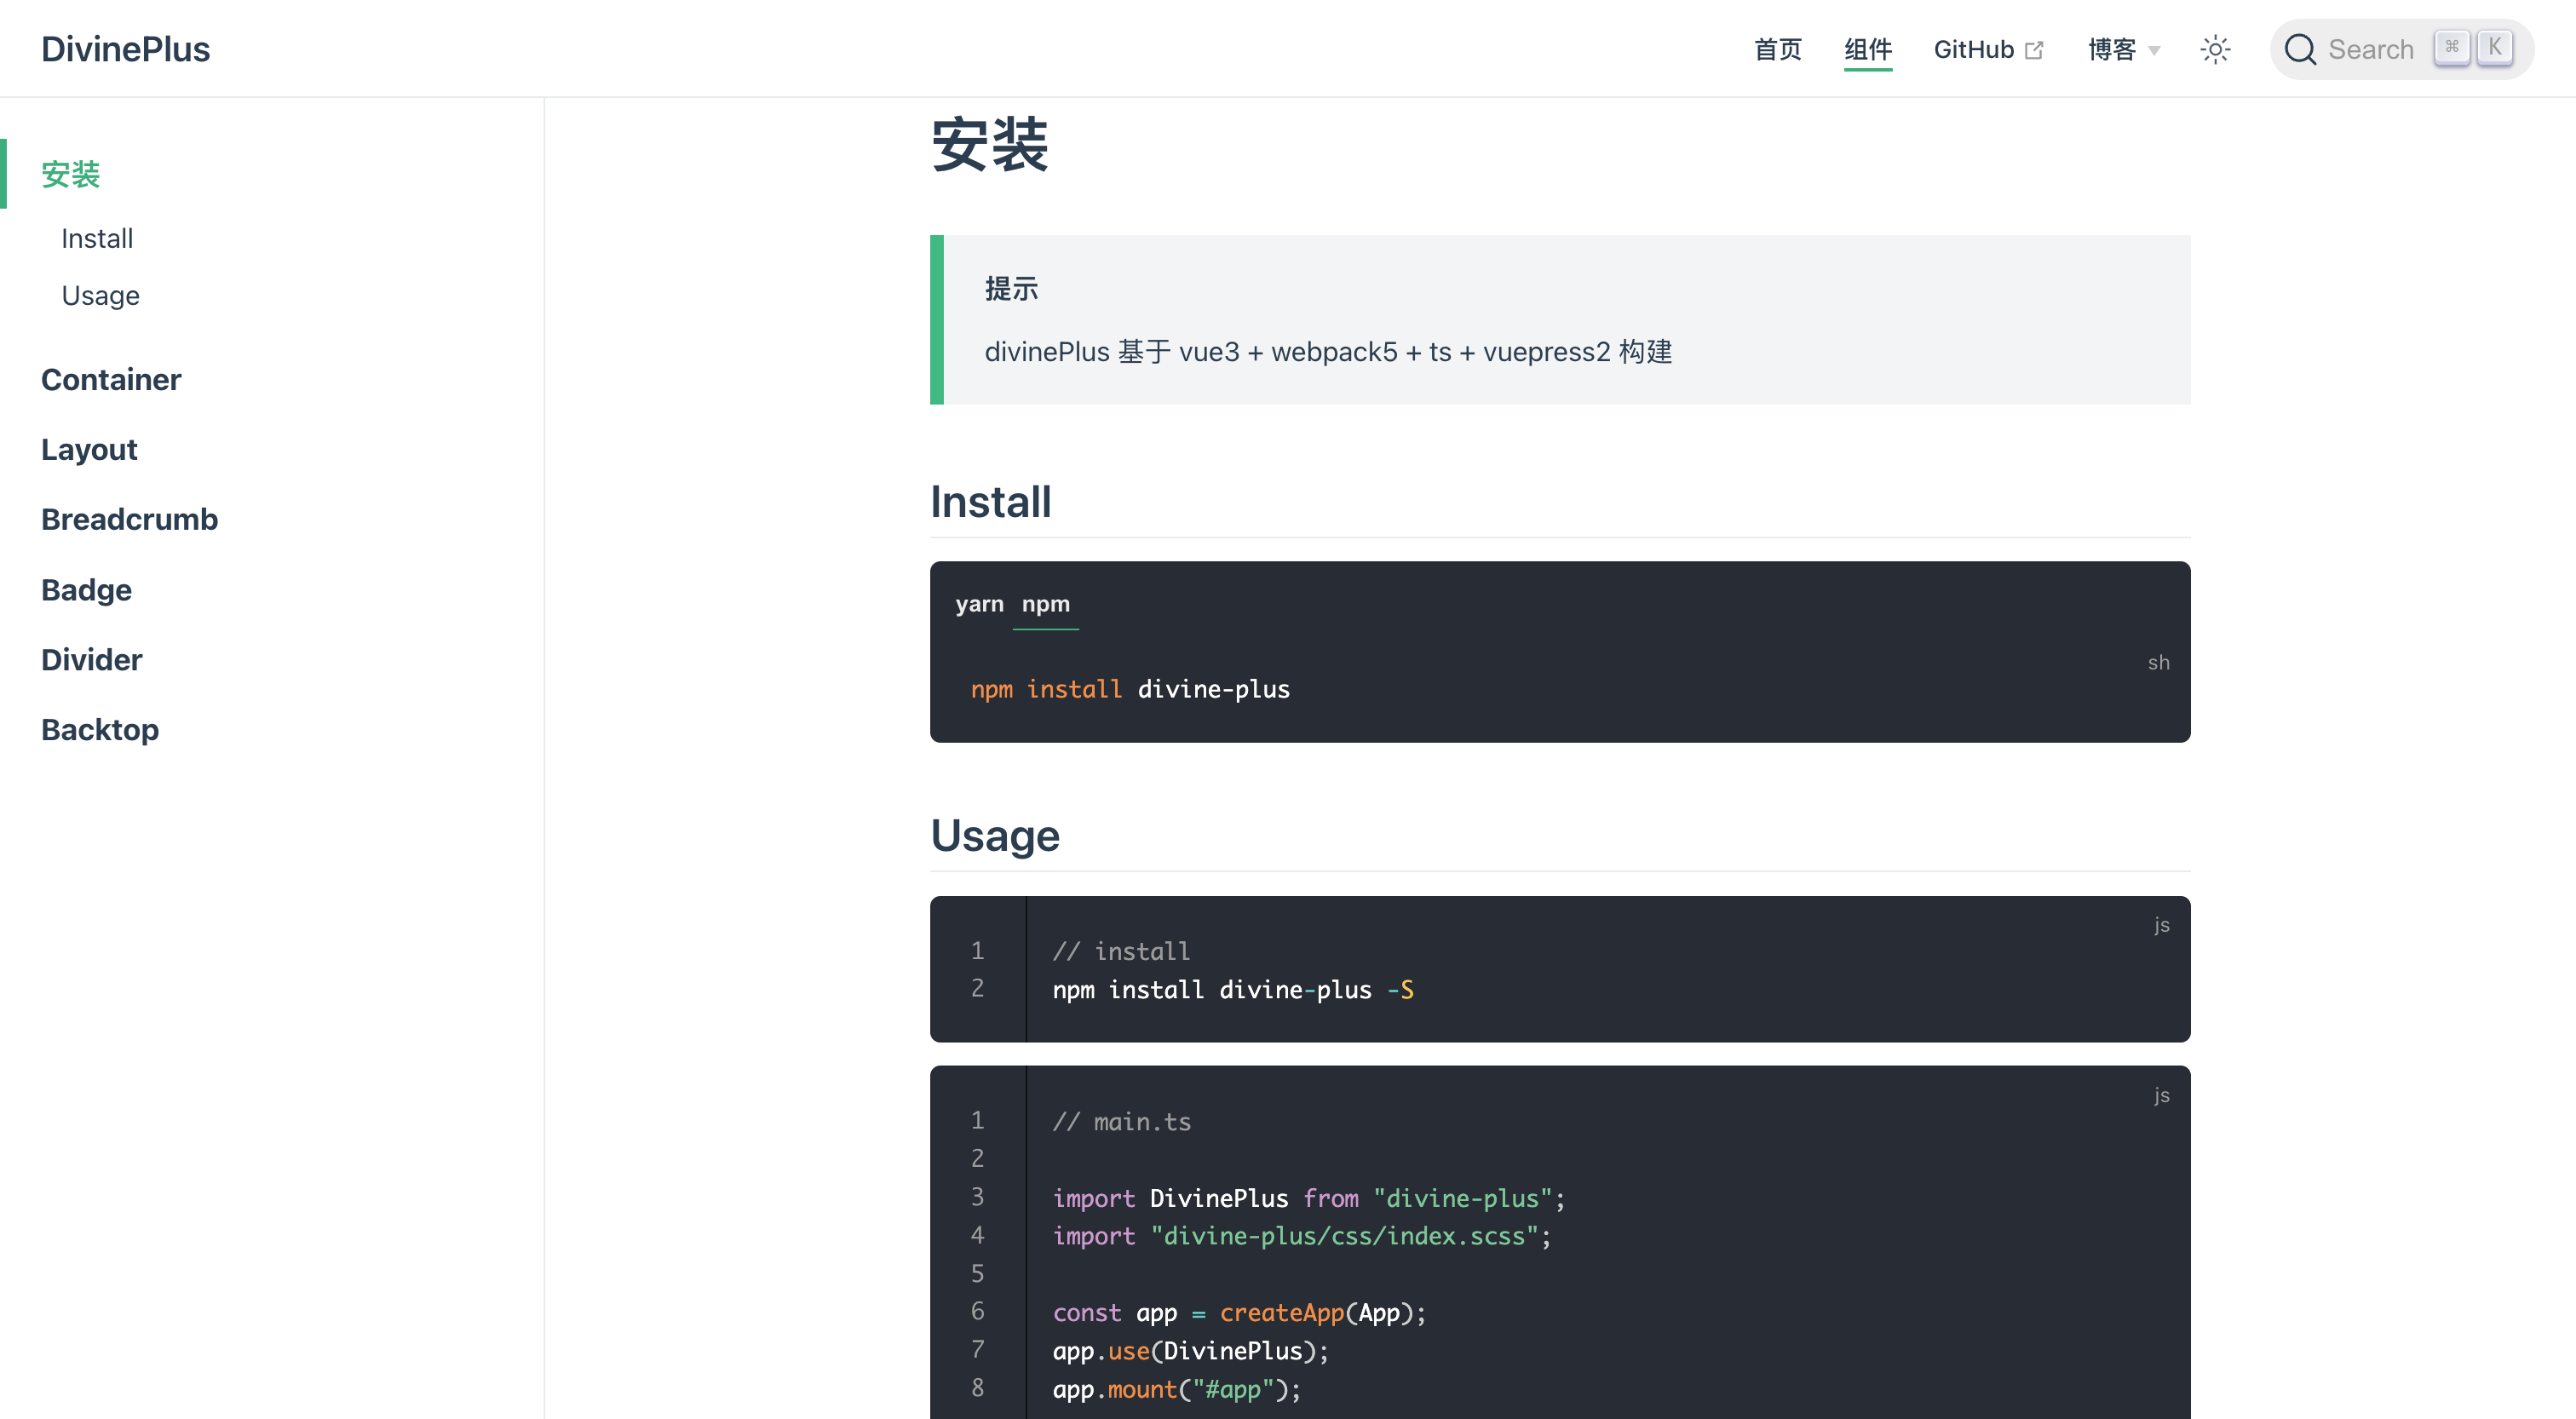 DivinePlus
首页 组件 GitHub 博客 Search ⌘ K
安装
Install
Usage
Container
Layout
Breadcrumb
Badge
Divider
Backtop
安装
提示
divinePlus 基于 vue3 + webpack5 + ts + vuepress2 构建
Install
yarn npm
sh
npm install divine-plus
Usage
js
1 // install
2 npm install divine-plus -S
js
1 // main.ts
2
3 import DivinePlus from "divine-plus";
4 import "divine-plus/css/index.scss";
5
6 const app = createApp(App);
7 app.use(DivinePlus);
8 app.mount("#app");